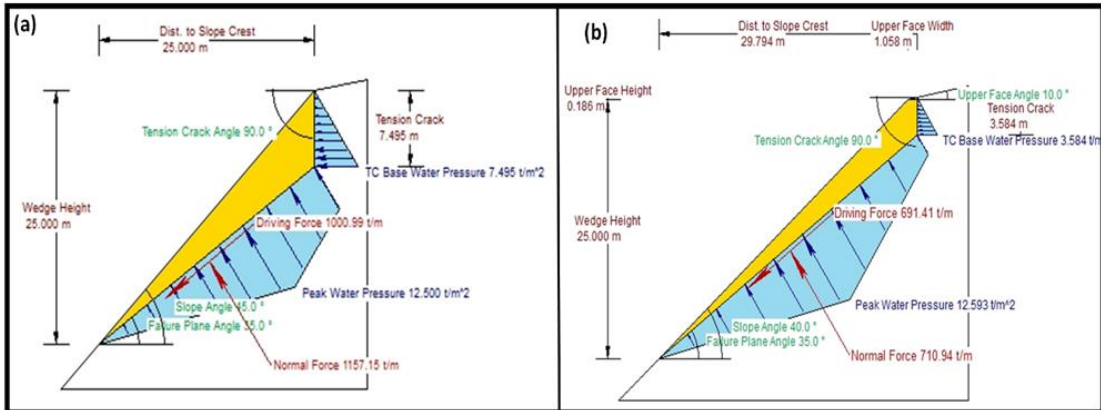 (a)
Dist. to Slope Crest
25.000 m
Tension Crack Angle 90.0 °
Tension Crack
7.495 m
TC Base Water Pressure 7.495 t/m^2
Wedge Height
25.000 m
Driving Force 1000.99 t/m
Peak Water Pressure 12.500 t/m^2
Slope Angle 45.0 °
Failure Plane Angle 35.0 °
Normal Force 1157.15 t/m
(b)
Dist. to Slope Crest
29.794 m
Upper Face Width
1.058 m
Upper Face Height
0.186 m
Upper Face Angle 10.0 °
Tension Crack
3.584 m
Tension Crack Angle 90.0 °
TC Base Water Pressure 3.584 t/m
Wedge Height
25.000 m
Driving Force 691.41 t/m
Peak Water Pressure 12.593 t/m^2
Slope Angle 40.0 °
Failure Plane Angle 35.0 °
Normal Force 710.94 t/m